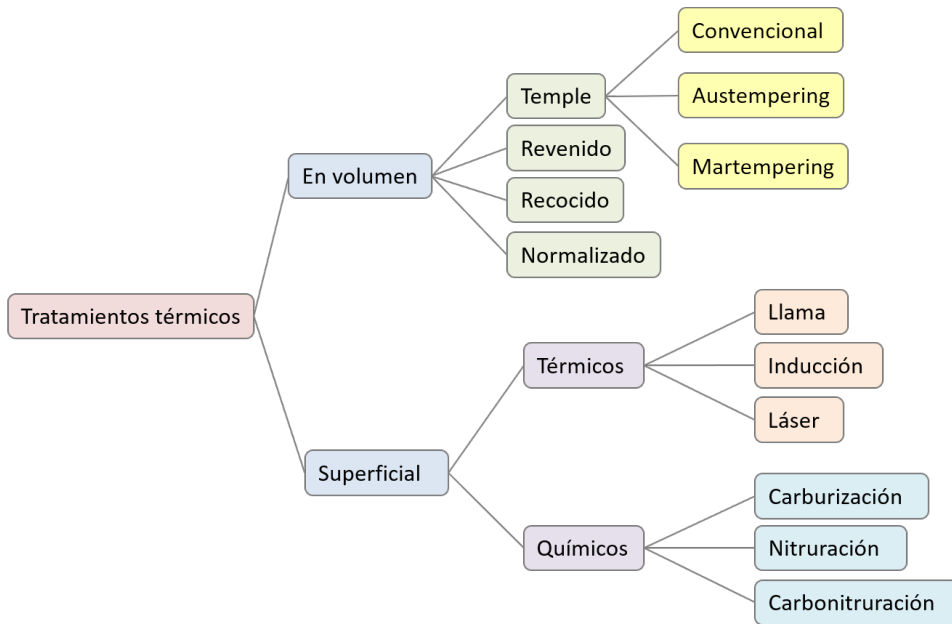 Tratamientos térmicos
En volumen
Temple
Convencional
Austempering
Martempering
Revenido
Recocido
Normalizado
Superficial
Térmicos
Llama
Inducción
Láser
Químicos
Carburización
Nitruración
Carbonitruración